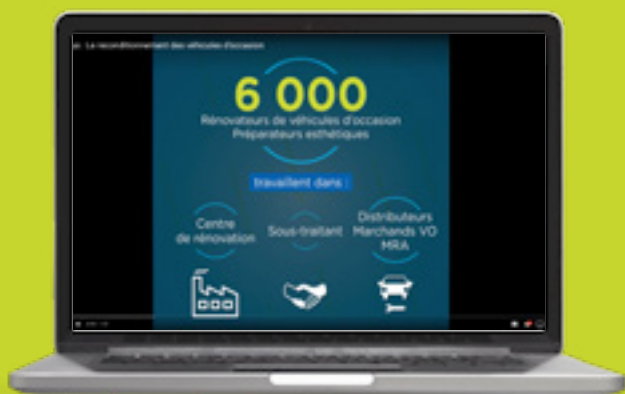 Le reconditionnement des véhicules d'occasion
6 000
Rénovateurs de véhicules d'occasion
Préparateurs esthétiques
travaillent dans :
Centre
de rénovation
Sous-traitant
Distributeurs
Marchands VO
MRA